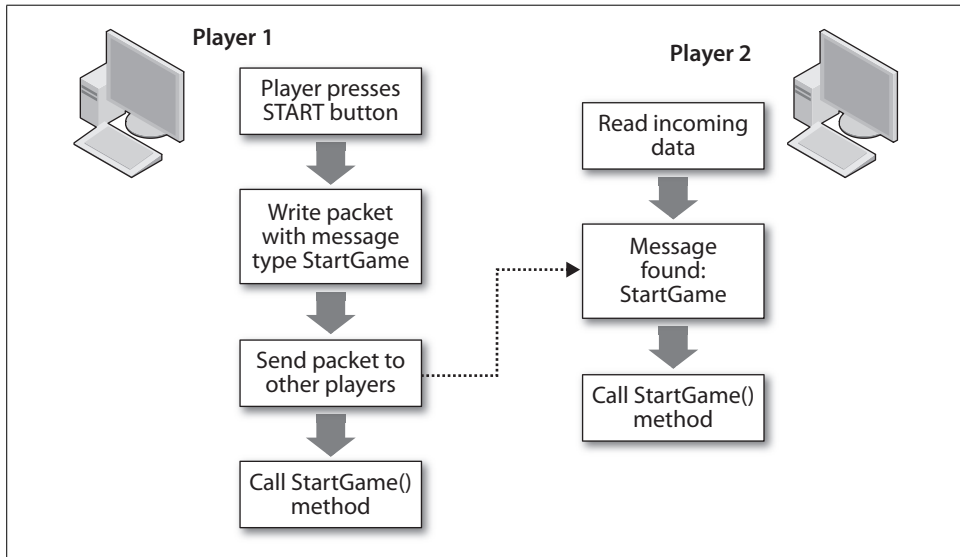 Player 1
Player presses
START button
Write packet
with message
type StartGame
Send packet to
other players
Call StartGame()
method
Player 2
Read incoming
data
Message
found:
StartGame
Call StartGame()
method